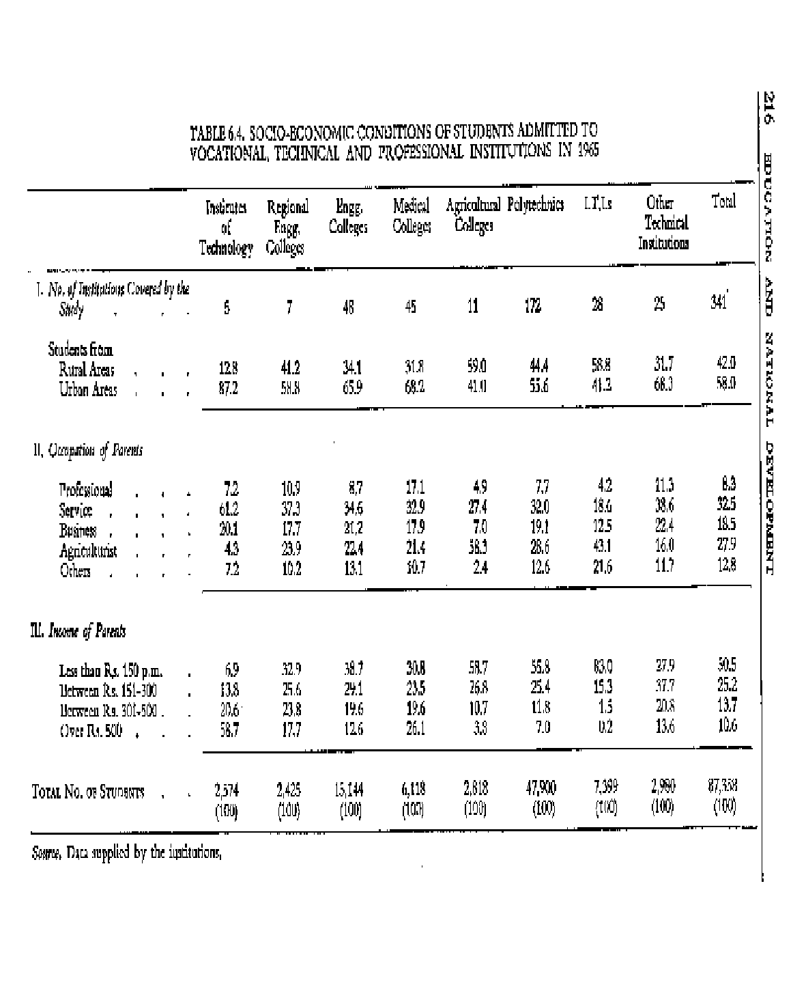 216 EDUCATION AND NATIONAL DEVELOPMENT
TABLE 6.4. SOCIO-ECONOMIC CONDITIONS OF STUDENTS ADMITTED TO
VOCATIONAL, TECHNICAL AND PROFESSIONAL INSTITUTIONS IN 1965
Institutes of Technology Regional Engg. Colleges Engg. Colleges Medical Colleges Agricultural Colleges Polytechnics I.T.I.s Other Technical Institutions Total
I. No. of Institutions Covered by the
Study . . . 5 7 48 45 11 172 28 25 341
Students from
Rural Areas . . . 12.8 41.2 34.1 31.8 59.0 44.4 58.8 31.7 42.0
Urban Areas . . . 87.2 58.8 65.9 68.2 41.0 55.6 41.2 68.3 58.0
II. Occupation of Parents
Professional . . . 7.2 10.9 8.7 17.1 4.9 7.7 4.2 11.3 8.3
Service . . . . 61.2 37.3 34.6 32.9 27.4 32.0 18.6 38.6 32.5
Business . . . . 20.1 17.7 21.2 17.9 7.0 19.1 12.5 22.4 18.5
Agriculturist . . . 4.3 23.9 22.4 21.4 58.3 28.6 43.1 16.0 27.9
Others . . . . 7.2 10.2 13.1 10.7 2.4 12.6 21.6 11.7 12.8
III. Income of Parents
Less than Rs. 150 p.m. . 6.9 32.9 38.7 30.8 58.7 55.8 83.0 27.9 50.5
Between Rs. 151-300 . 13.8 25.6 29.1 23.5 26.8 25.4 15.3 37.7 25.2
Between Rs. 301-500 . . 20.6 23.8 19.6 19.6 10.7 11.8 1.5 20.8 13.7
Over Rs. 500 . . . 58.7 17.7 12.6 26.1 3.8 7.0 0.2 13.6 10.6
TOTAL NO. OF STUDENTS . . 2,574 2,425 15,144 6,118 2,818 47,900 7,399 2,980 87,358
(100) (100) (100) (100) (100) (100) (100) (100) (100)
Source. Data supplied by the institutions.